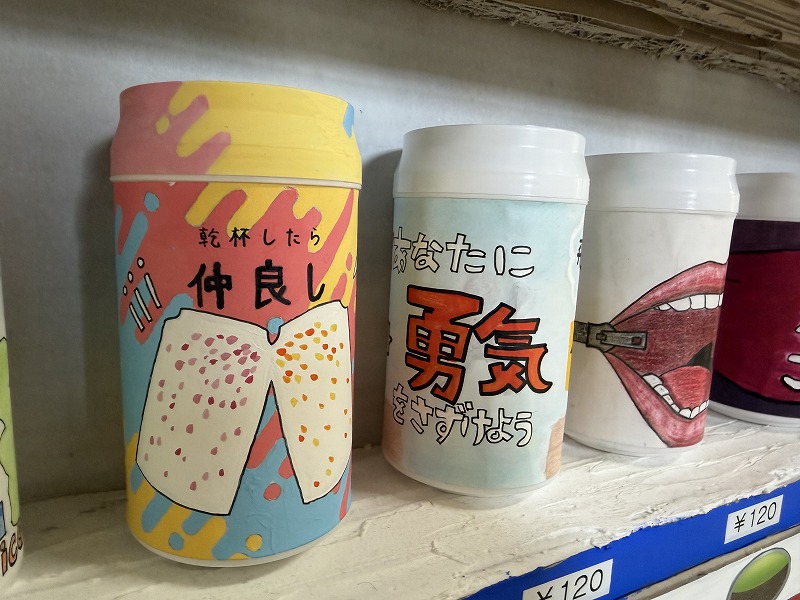 乾杯したら
仲良し
あなたに
勇気
をさずけなよう
¥120
¥120